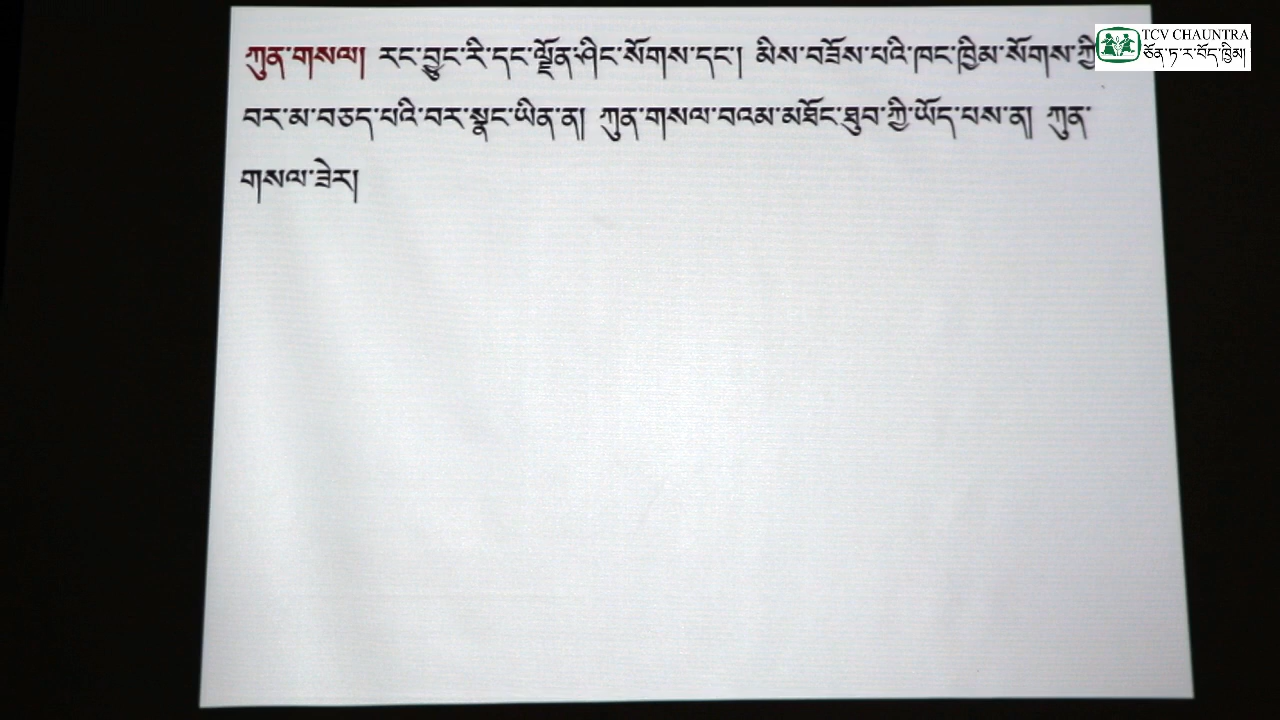 ཀུན་གསལ། རང་བྱུང་རི་དང་ལྗོན་ཤིང་སོགས་དང་། མིས་བཟོས་པའི་ཁང་ཁྱིམ་སོགས་ཀྱི
བར་མ་བཅད་པའི་བར་སྣང་ཡིན་ན། ཀུན་གསལ་བའམ་མཐོང་ཐུབ་ཀྱི་ཡོད་པས་ན། ཀུན་
གསལ་ཟེར།
TCV CHAUNTRA
ཅོན་ཏ་ར་བོད་ཁྱིམ།